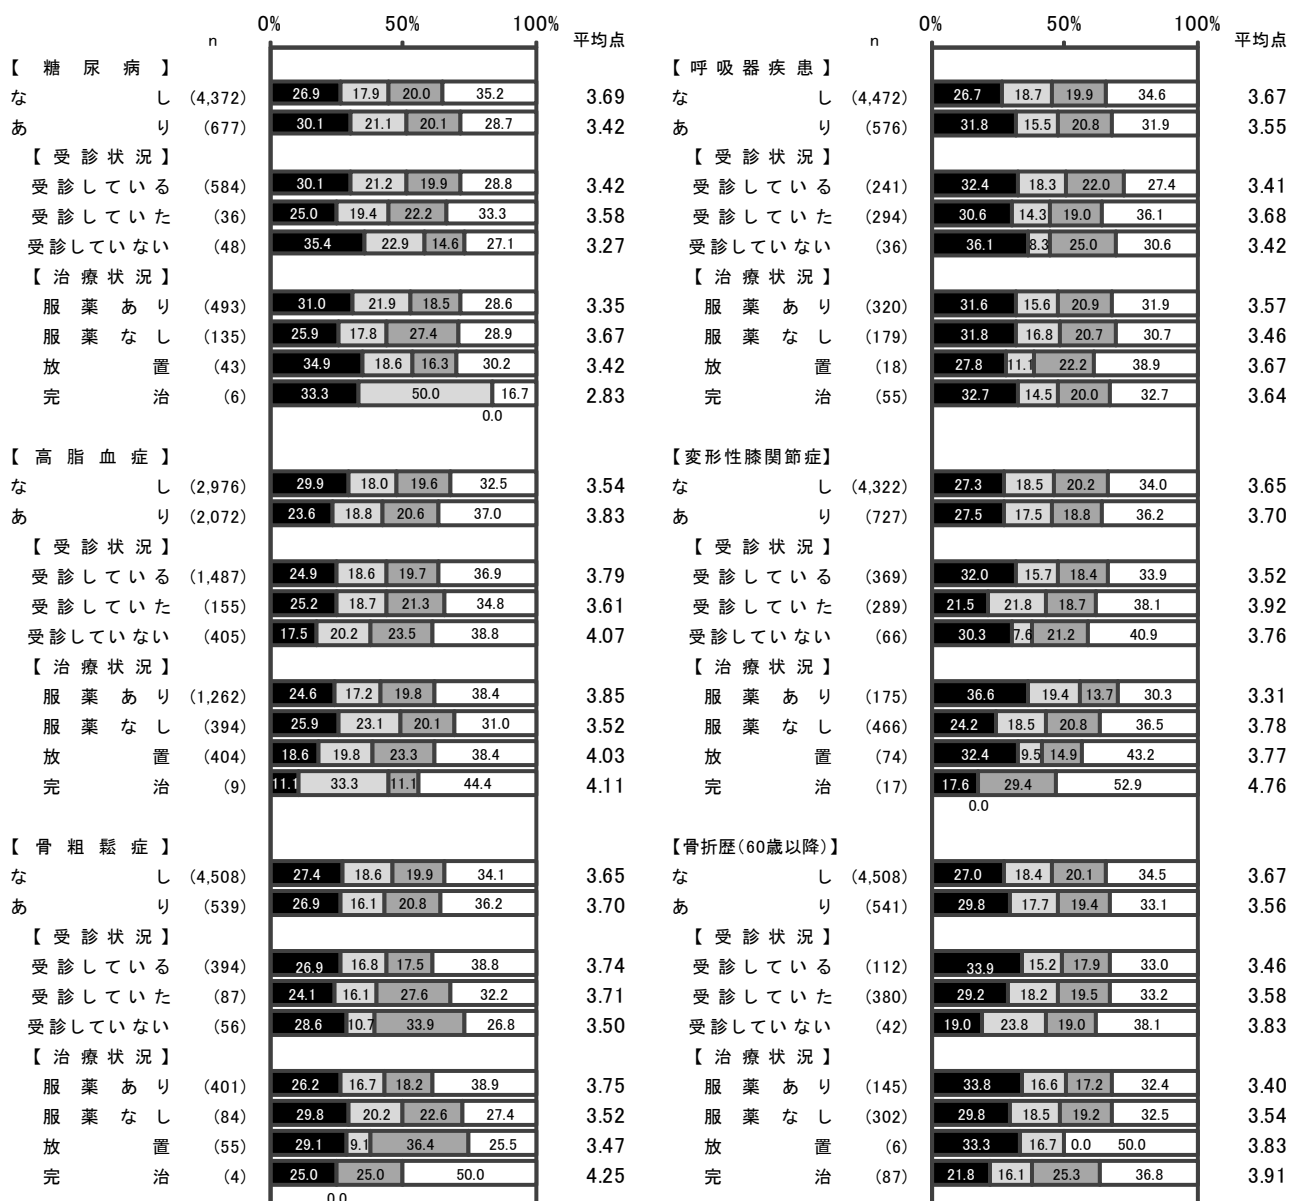 0% 50% 100%
n 平均点
【糖尿病】
なし (4,372) 26.9 17.9 20.0 35.2 3.69
あり (677) 30.1 21.1 20.1 28.7 3.42
【受診状況】
受診している (584) 30.1 21.2 19.9 28.8 3.42
受診していた (36) 25.0 19.4 22.2 33.3 3.58
受診していない (48) 35.4 22.9 14.6 27.1 3.27
【治療状況】
服薬あり (493) 31.0 21.9 18.5 28.6 3.35
服薬なし (135) 25.9 17.8 27.4 28.9 3.67
放置 (43) 34.9 18.6 16.3 30.2 3.42
完治 (6) 33.3 50.0 16.7 2.83
0.0
【高脂血症】
なし (2,976) 29.9 18.0 19.6 32.5 3.54
あり (2,072) 23.6 18.8 20.6 37.0 3.83
【受診状況】
受診している (1,487) 24.9 18.6 19.7 36.9 3.79
受診していた (155) 25.2 18.7 21.3 34.8 3.61
受診していない (405) 17.5 20.2 23.5 38.8 4.07
【治療状況】
服薬あり (1,262) 24.6 17.2 19.8 38.4 3.85
服薬なし (394) 25.9 23.1 20.1 31.0 3.52
放置 (404) 18.6 19.8 23.3 38.4 4.03
完治 (9) 11.1 33.3 11.1 44.4 4.11
【骨粗鬆症】
なし (4,508) 27.4 18.6 19.9 34.1 3.65
あり (539) 26.9 16.1 20.8 36.2 3.70
【受診状況】
受診している (394) 26.9 16.8 17.5 38.8 3.74
受診していた (87) 24.1 16.1 27.6 32.2 3.71
受診していない (56) 28.6 10.7 33.9 26.8 3.50
【治療状況】
服薬あり (401) 26.2 16.7 18.2 38.9 3.75
服薬なし (84) 29.8 20.2 22.6 27.4 3.52
放置 (55) 29.1 9.1 36.4 25.5 3.47
完治 (4) 25.0 25.0 50.0 4.25
0.0
0% 50% 100%
n 平均点
【呼吸器疾患】
なし (4,472) 26.7 18.7 19.9 34.6 3.67
あり (576) 31.8 15.5 20.8 31.9 3.55
【受診状況】
受診している (241) 32.4 18.3 22.0 27.4 3.41
受診していた (294) 30.6 14.3 19.0 36.1 3.68
受診していない (36) 36.1 8.3 25.0 30.6 3.42
【治療状況】
服薬あり (320) 31.6 15.6 20.9 31.9 3.57
服薬なし (179) 31.8 16.8 20.7 30.7 3.46
放置 (18) 27.8 11.1 22.2 38.9 3.67
完治 (55) 32.7 14.5 20.0 32.7 3.64
【変形性膝関節症】
なし (4,322) 27.3 18.5 20.2 34.0 3.65
あり (727) 27.5 17.5 18.8 36.2 3.70
【受診状況】
受診している (369) 32.0 15.7 18.4 33.9 3.52
受診していた (289) 21.5 21.8 18.7 38.1 3.92
受診していない (66) 30.3 7.6 21.2 40.9 3.76
【治療状況】
服薬あり (175) 36.6 19.4 13.7 30.3 3.31
服薬なし (466) 24.2 18.5 20.8 36.5 3.78
放置 (74) 32.4 9.5 14.9 43.2 3.77
完治 (17) 17.6 29.4 52.9 4.76
0.0
【骨折歴(60歳以降)】
なし (4,508) 27.0 18.4 20.1 34.5 3.67
あり (541) 29.8 17.7 19.4 33.1 3.56
【受診状況】
受診している (112) 33.9 15.2 17.9 33.0 3.46
受診していた (380) 29.2 18.2 19.5 33.2 3.58
受診していない (42) 19.0 23.8 19.0 38.1 3.83
【治療状況】
服薬あり (145) 33.8 16.6 17.2 32.4 3.40
服薬なし (302) 29.8 18.5 19.2 32.5 3.54
放置 (6) 33.3 16.7 0.0 50.0 3.83
完治 (87) 21.8 16.1 25.3 36.8 3.91